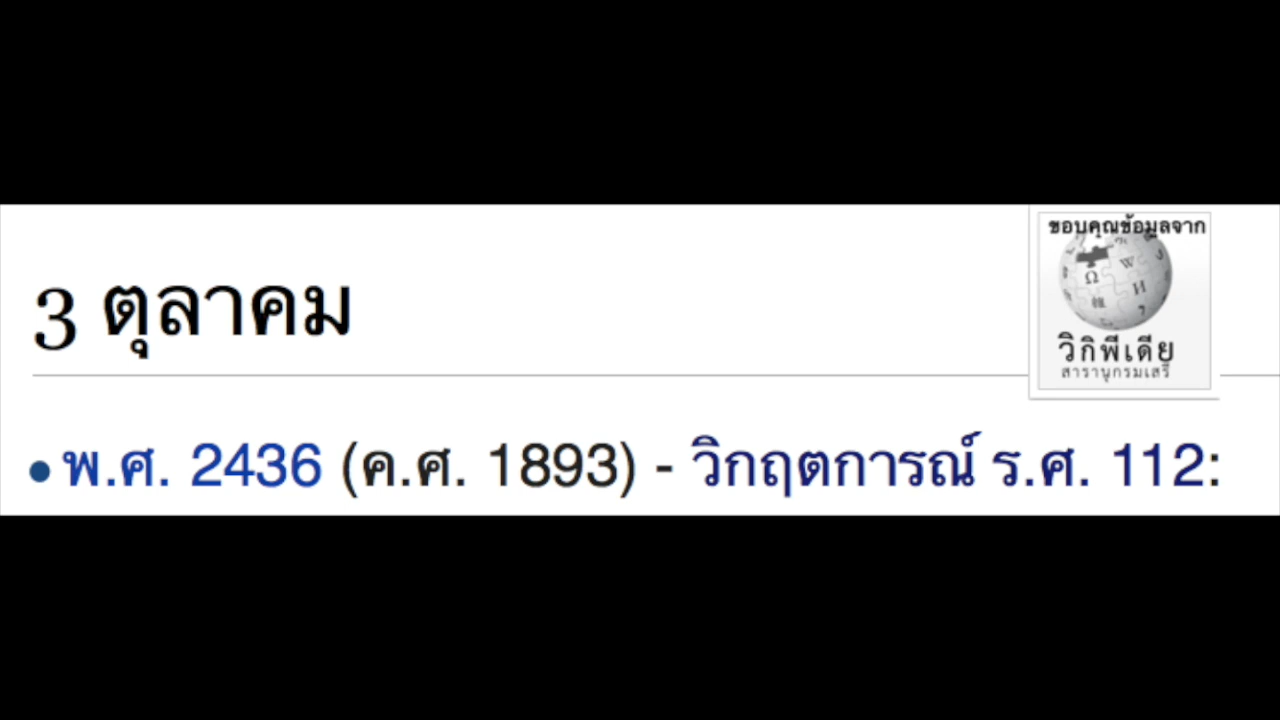 ขอบคุณข้อมูลจาก
วิกิพีเดีย
สารานุกรมเสรี
3 ตุลาคม
• พ.ศ. 2436 (ค.ศ. 1893) - วิกฤตการณ์ ร.ศ. 112: